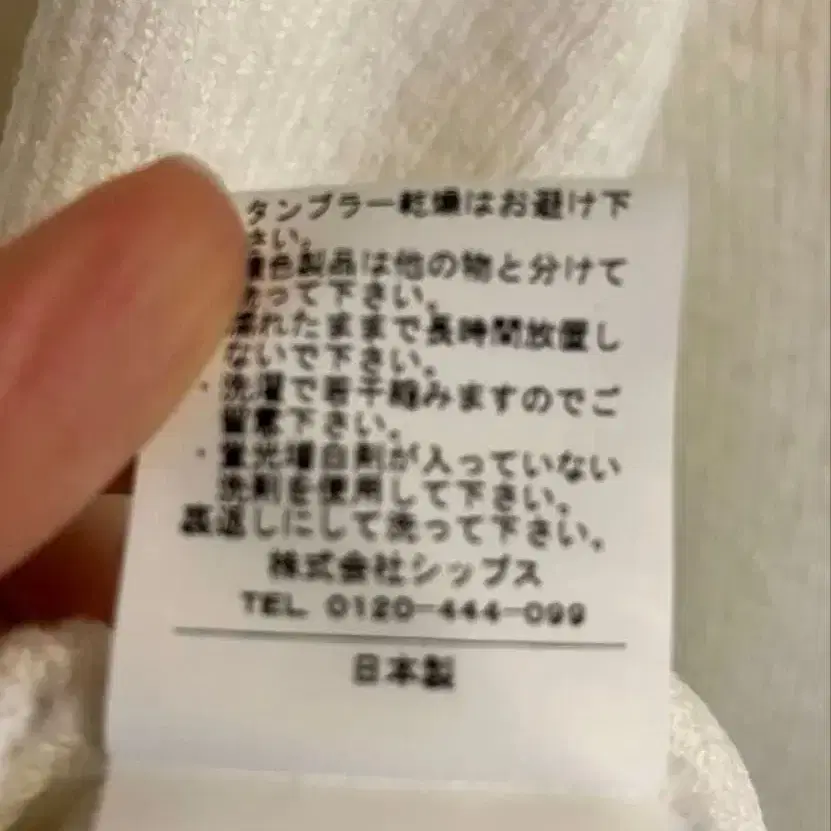 タンブラー乾燥はお避け下
さい。
色製品は他の物と分けて
洗って下さい。
濡れたままで長時間放置し
ないで下さい。
・洗濯で若干縮みますのでご
留意下さい。
・蛍光増白剤が入っていない
洗剤を使用して下さい。
裏返しにして洗って下さい。
株式会社シップス
TEL 0120-444-099
日本製